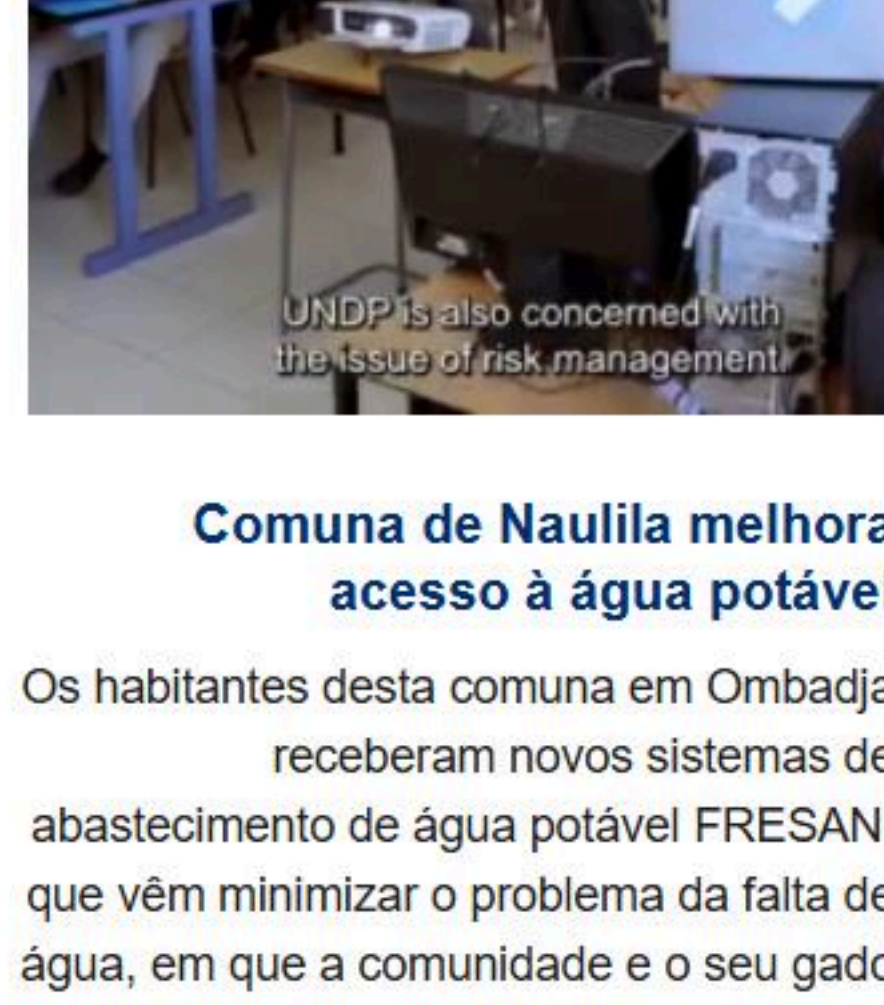 UNDP is also concerned with
the issue of risk management
Comuna de Naulila melhora
acesso à água potável
Os habitantes desta comuna em Ombadja
receberam novos sistemas de
abastecimento de água potável FRESAN
que vêm minimizar o problema da falta de
água, em que a comunidade e o seu gado